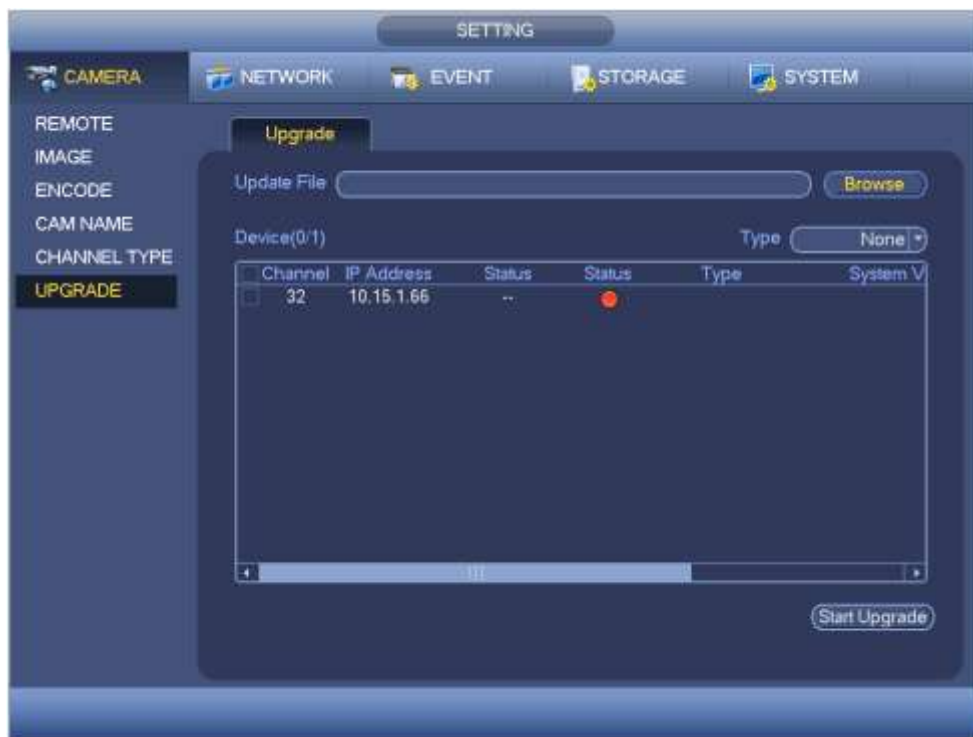 SETTING
CAMERA NETWORK EVENT STORAGE SYSTEM
REMOTE
IMAGE
ENCODE
CAM NAME
CHANNEL TYPE
UPGRADE
Upgrade
Update File Browse
Device(0/1) Type None
Channel IP Address Status Status Type System V
32 10.15.1.66 --
Start Upgrade